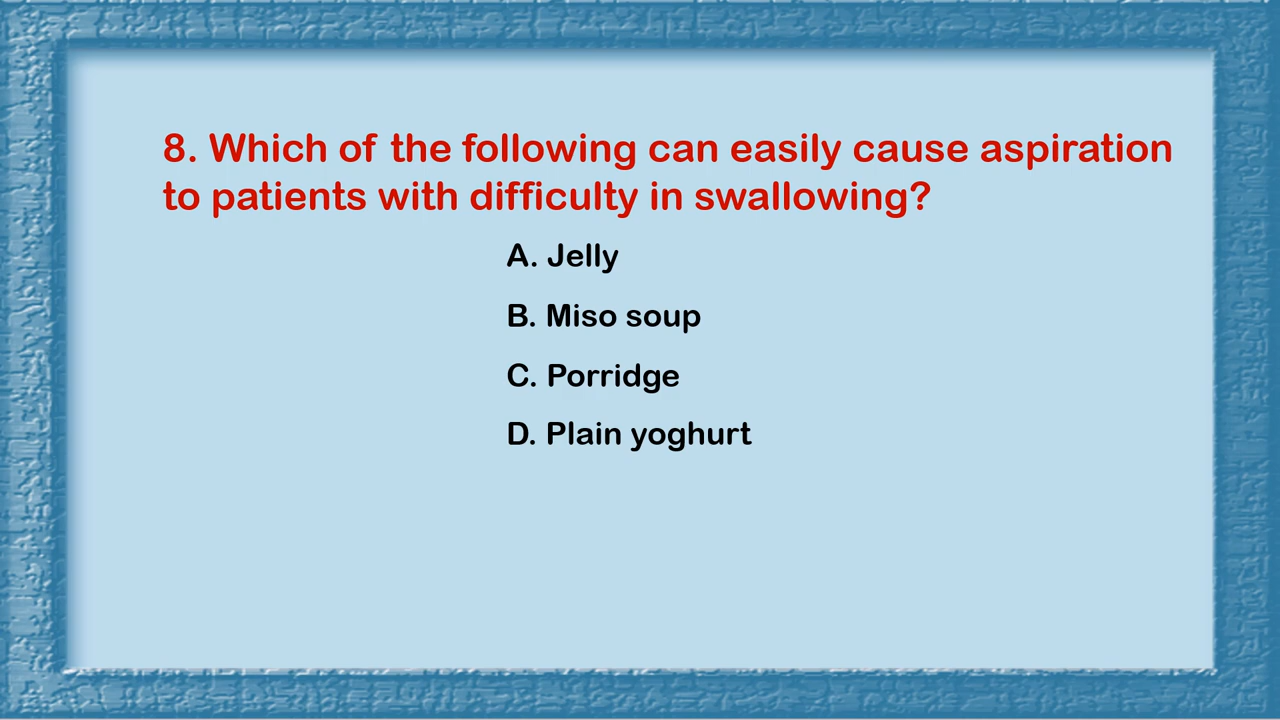 8. Which of the following can easily cause aspiration
to patients with difficulty in swallowing?
A. Jelly
B. Miso soup
C. Porridge
D. Plain yoghurt